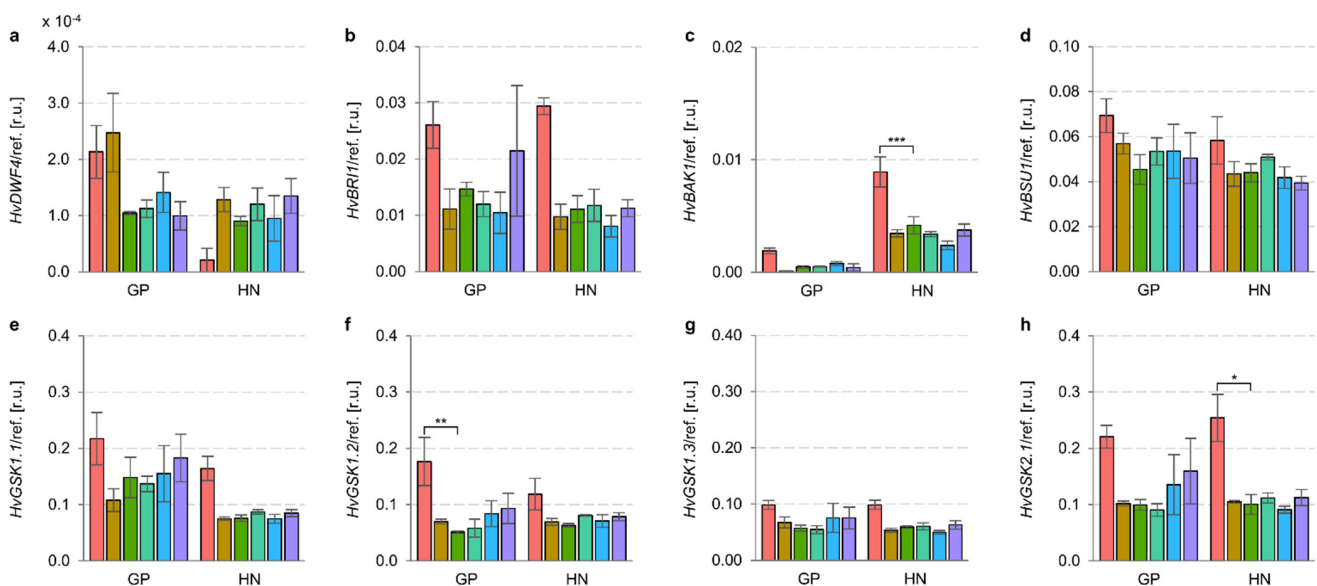 x 10-4
a
HvDWF4/ref. [r.u.]
4.0
3.0
2.0
1.0
0.0
GP HN
b
HvBRI1/ref. [r.u.]
0.04
0.03
0.02
0.01
0.00
GP HN
c
HvBAK1/ref. [r.u.]
0.02
0.01
0.00
***
GP HN
d
HvBSU1/ref. [r.u.]
0.10
0.08
0.06
0.04
0.02
0.00
GP HN
e
HvGSK1.1/ref. [r.u.]
0.4
0.3
0.2
0.1
0.0
GP HN
f
HvGSK1.2/ref. [r.u.]
0.4
0.3
0.2
0.1
0.0
**
GP HN
g
HvGSK1.3/ref. [r.u.]
0.40
0.30
0.20
0.10
0.00
GP HN
h
HvGSK2.1/ref. [r.u.]
0.4
0.3
0.2
0.1
0.0
*
GP HN